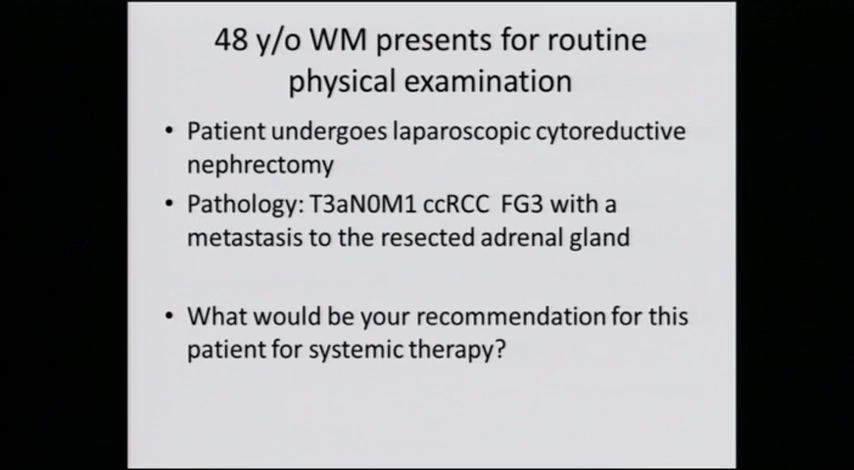 48 y/o WM presents for routine
physical examination
• Patient undergoes laparoscopic cytoreductive
nephrectomy
• Pathology: T3aN0M1 ccRCC FG3 with a
metastasis to the resected adrenal gland
• What would be your recommendation for this
patient for systemic therapy?